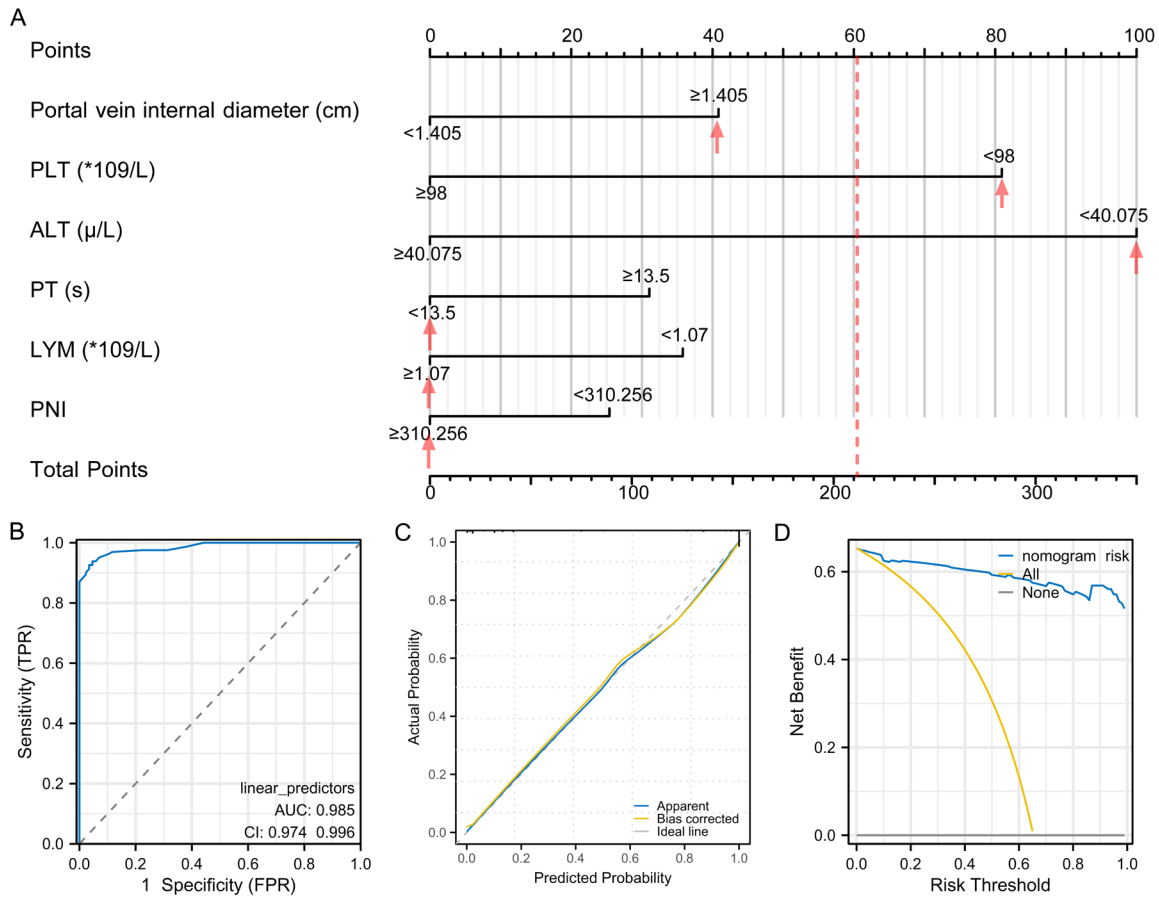 A
Points
0 20 40 60 80 100
Portal vein internal diameter (cm)
≥1.405
<1.405
PLT (*109/L)
<98
≥98
ALT (μ/L)
<40.075
≥40.075
PT (s)
≥13.5
<13.5
LYM (*109/L)
<1.07
≥1.07
PNI
<310.256
≥310.256
Total Points
0 100 200 300
B
1.0
0.8
0.6
0.4
0.2
0.0
Sensitivity (TPR)
linear_predictors
AUC: 0.985
CI: 0.974 0.996
0.0 0.2 0.4 0.6 0.8 1.0
1 Specificity (FPR)
C
1.0
0.8
0.6
0.4
0.2
0.0
Actual Probability
Apparent
Bias corrected
Ideal line
0.0 0.2 0.4 0.6 0.8 1.0
Predicted Probability
D
nomogram risk
All
None
0.6
0.4
0.2
0.0
Net Benefit
0.0 0.2 0.4 0.6 0.8 1.0
Risk Threshold